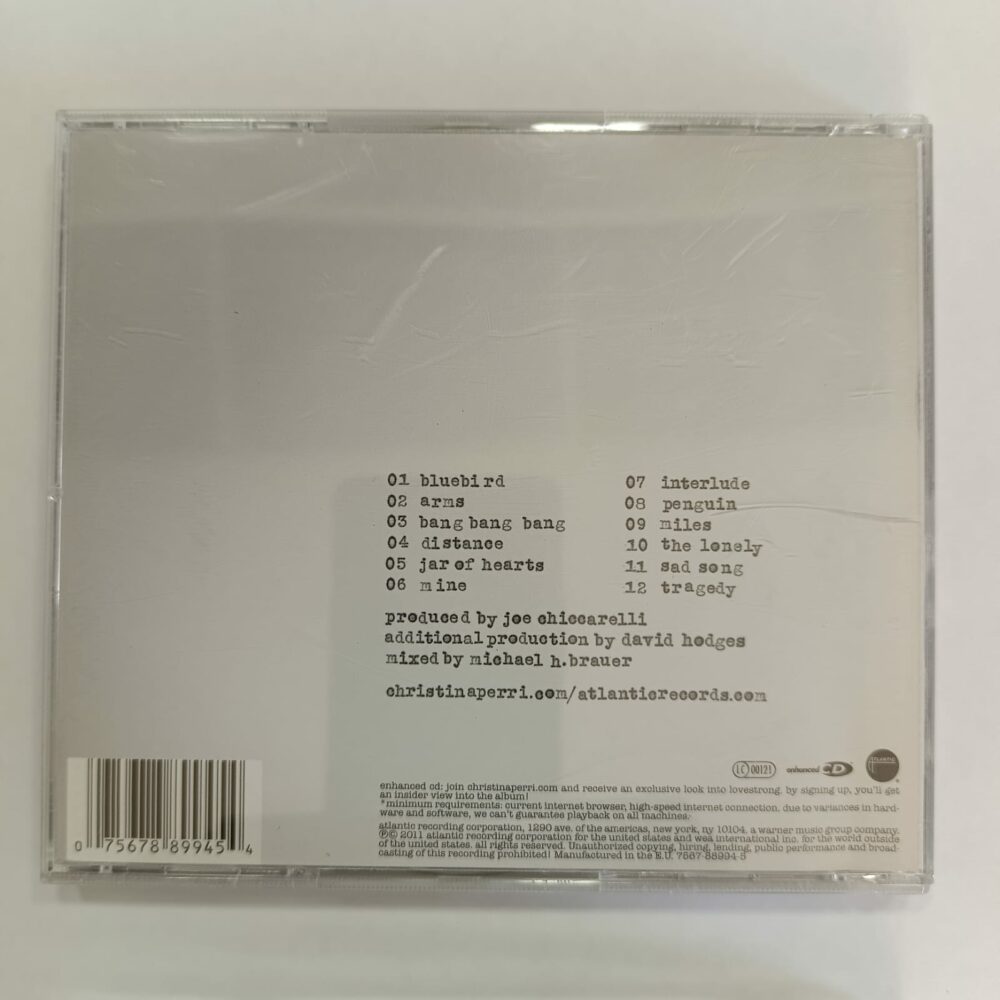 01 bluebird
02 arms
03 bang bang bang
04 distance
05 jar of hearts
06 mine
07 interlude
08 penguin
09 miles
10 the lonely
11 sad song
12 tragedy
produced by joe chiccarelli
additional production by david hodges
mixed by michael h.brauer
christinaperri.com/atlanticrecords.com
LC 00121 enhanced CD ATLANTIC
enhanced cd: join christinaperri.com and receive an exclusive look into lovestrong. by signing up, you'll get
an insider view into the album!
*minimum requirements: current internet browser, high-speed internet connection. due to variances in hard-
ware and software, we can't guarantee playback on all machines.
atlantic recording corporation, 1290 ave. of the americas, new york, ny 10104. a warner music group company.
℗© 2011 atlantic recording corporation for the united states and wea international inc. for the world outside
of the united states. all rights reserved. Unauthorized copying, hiring, lending, public performance and broad-
casting of this recording prohibited! Manufactured in the E.U. 7567-88994-5
0 75678 89945 4